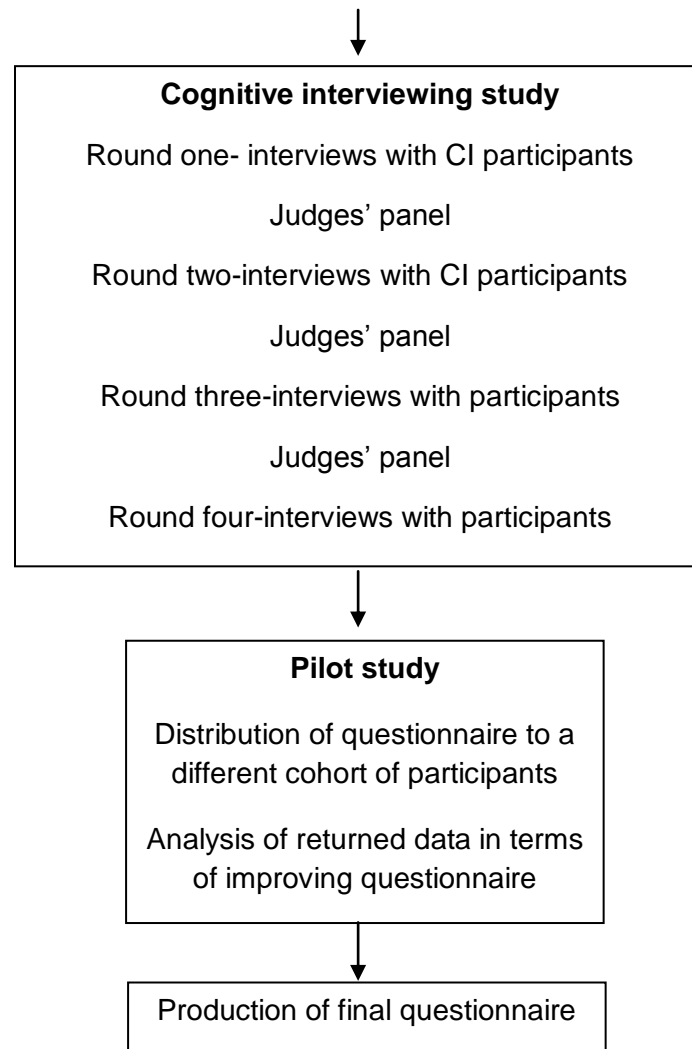 Cognitive interviewing study
Round one- interviews with CI participants
Judges’ panel
Round two-interviews with CI participants
Judges’ panel
Round three-interviews with participants
Judges’ panel
Round four-interviews with participants
Pilot study
Distribution of questionnaire to a
different cohort of participants
Analysis of returned data in terms
of improving questionnaire
Production of final questionnaire